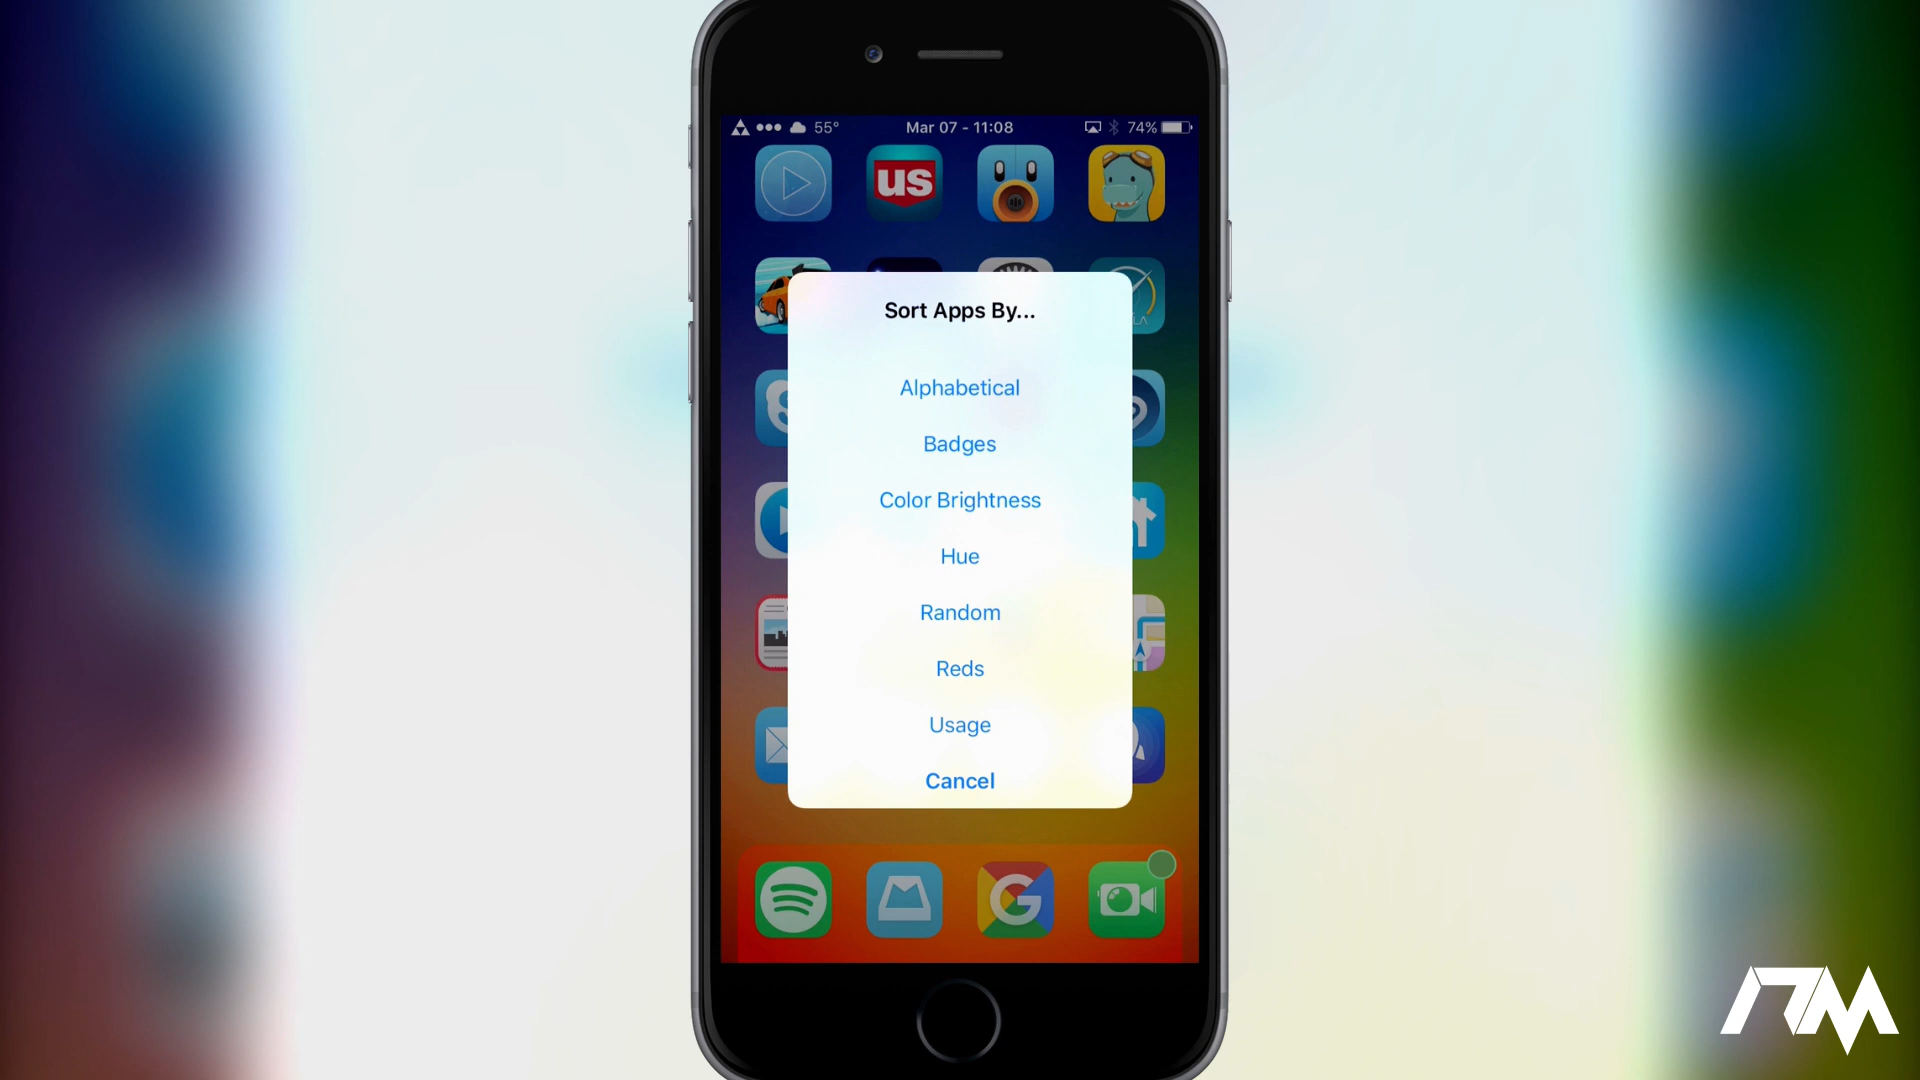 55° Mar 07 - 11:08 74%
us
Sort Apps By...
Alphabetical
Badges
Color Brightness
Hue
Random
Reds
Usage
Cancel
G